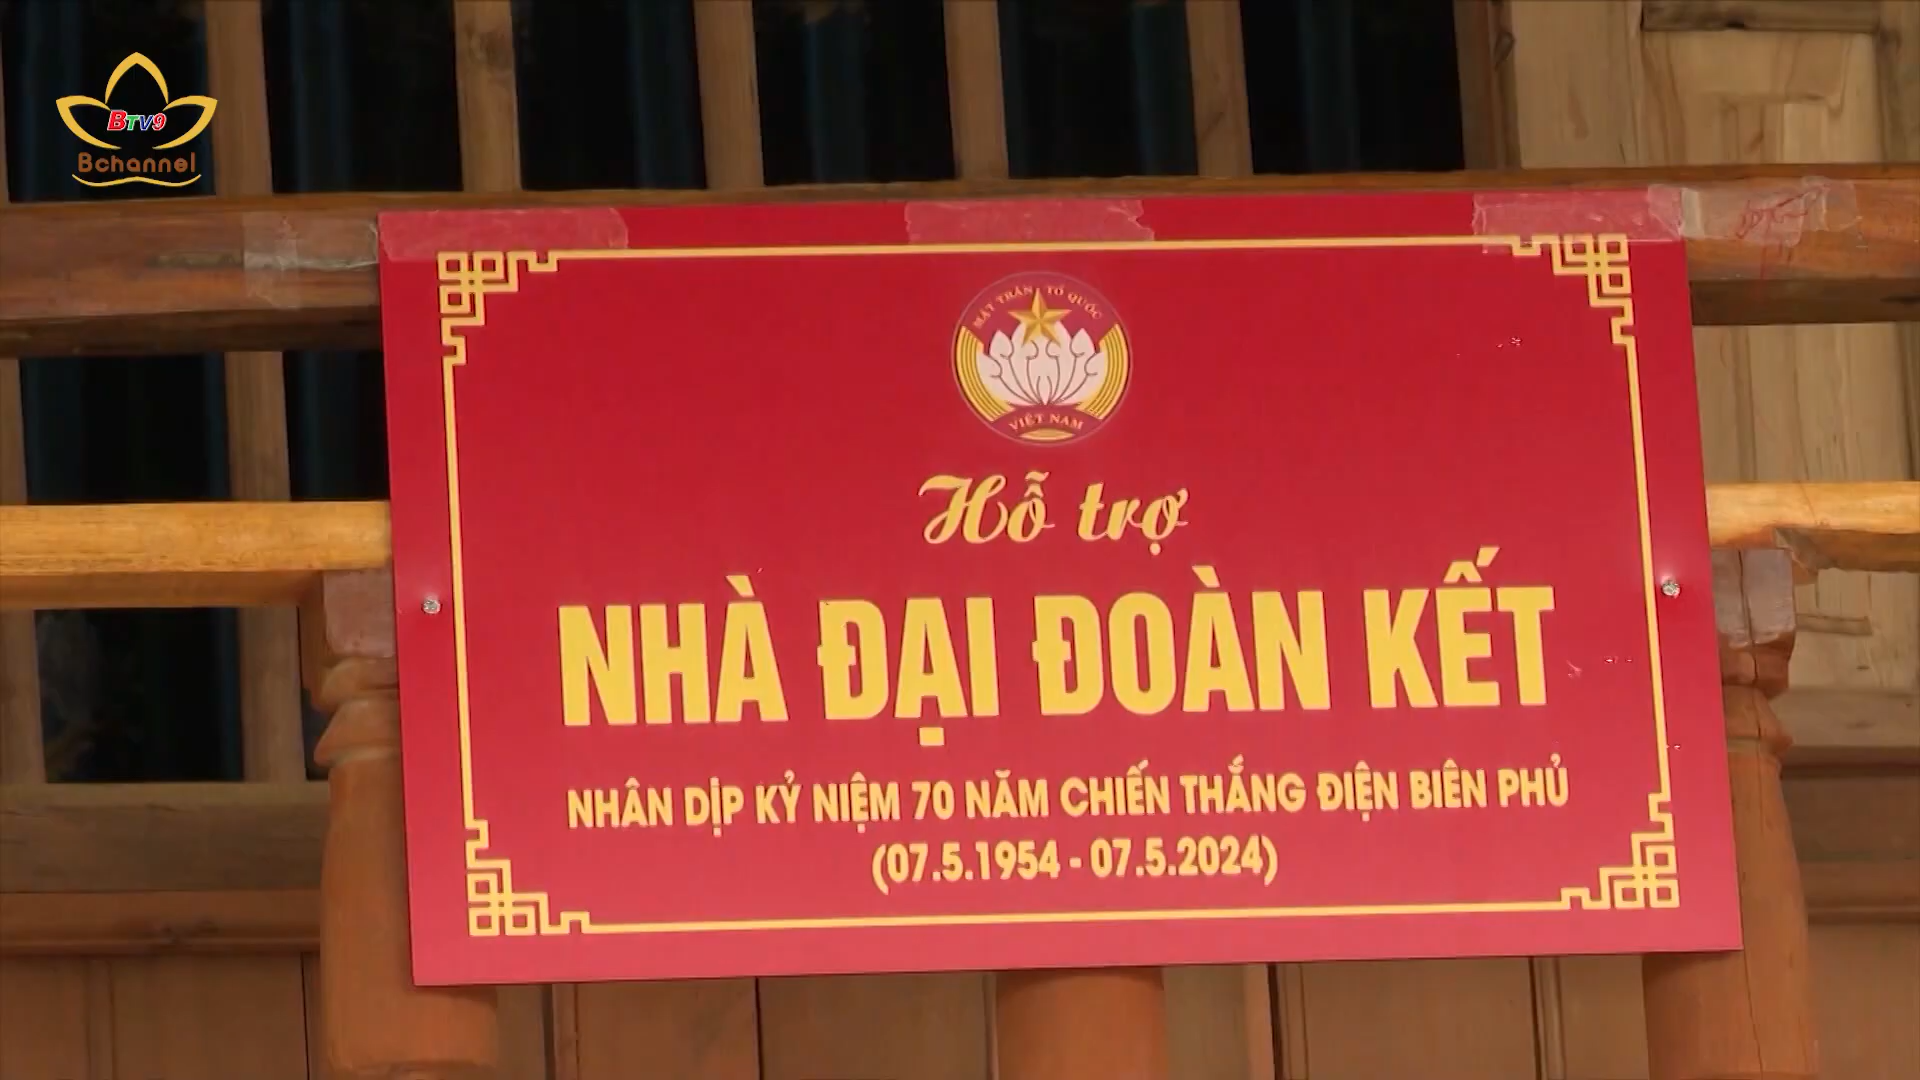 BTV9
Bchannel
MẶT TRẬN TỔ QUỐC
VIỆT NAM
Hỗ trợ
NHÀ ĐẠI ĐOÀN KẾT
NHÂN DỊP KỶ NIỆM 70 NĂM CHIẾN THẮNG ĐIỆN BIÊN PHỦ
(07.5.1954 - 07.5.2024)